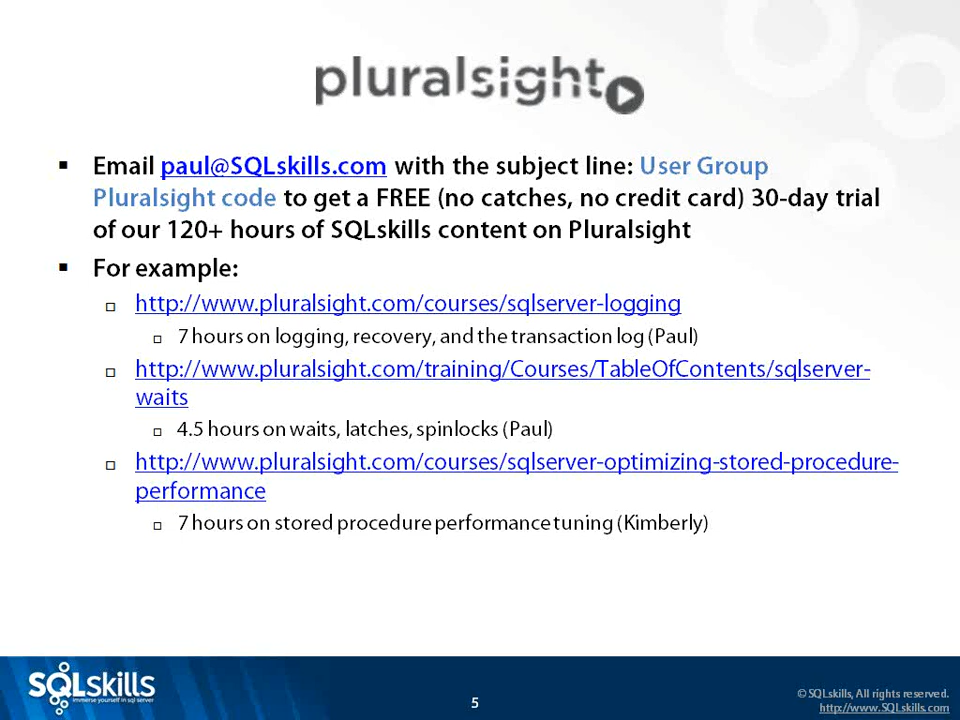 pluralsight
Email paul@SQLskills.com with the subject line: User Group
Pluralsight code to get a FREE (no catches, no credit card) 30-day trial
of our 120+ hours of SQLskills content on Pluralsight
For example:
http://www.pluralsight.com/courses/sqlserver-logging
7 hours on logging, recovery, and the transaction log (Paul)
http://www.pluralsight.com/training/Courses/TableOfContents/sqlserver-
waits
4.5 hours on waits, latches, spinlocks (Paul)
http://www.pluralsight.com/courses/sqlserver-optimizing-stored-procedure-
performance
7 hours on stored procedure performance tuning (Kimberly)
SQLskills
immerse yourself in sql server
5
© SQLskills, All rights reserved.
http://www.SQLskills.com